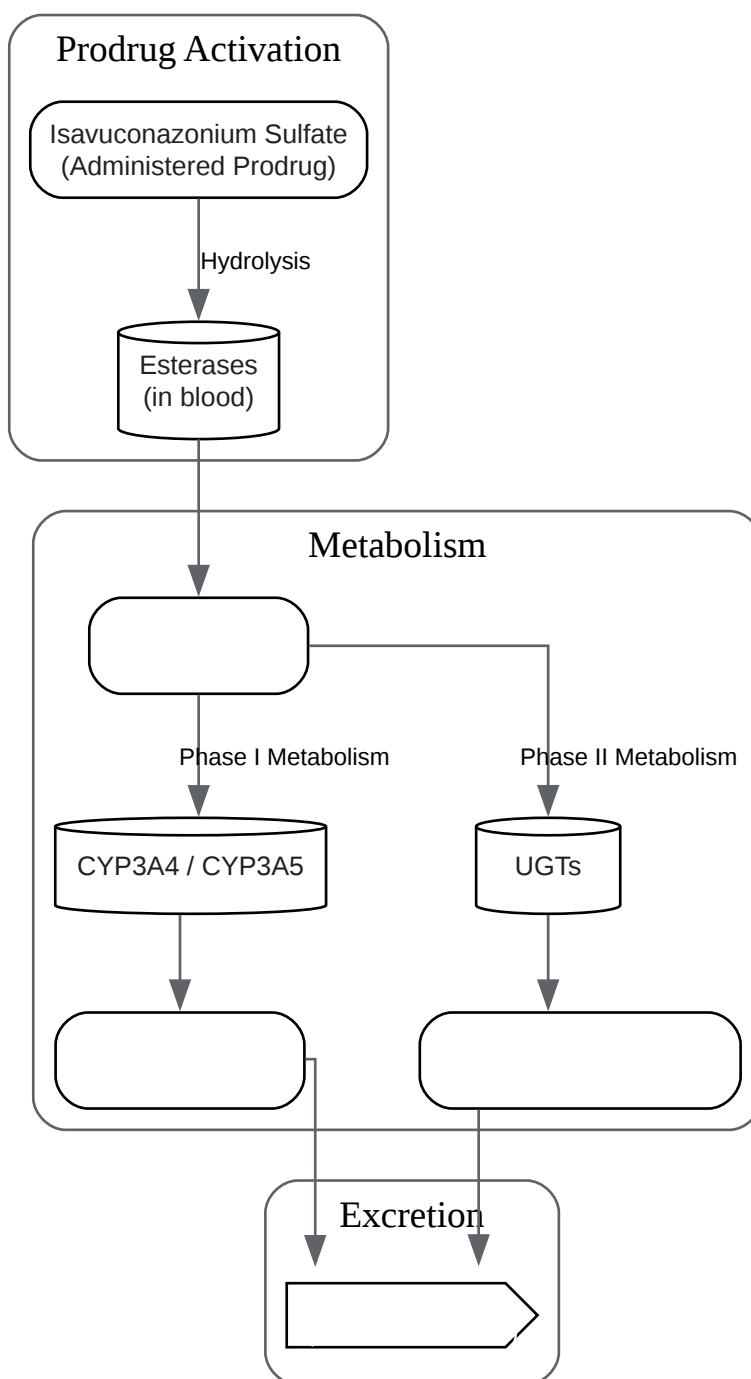 Prodrug Activation
Isavuconazonium Sulfate
(Administered Prodrug)
Hydrolysis
Esterases
(in blood)
Metabolism
Phase I Metabolism
Phase II Metabolism
CYP3A4 / CYP3A5
UGTs
Excretion